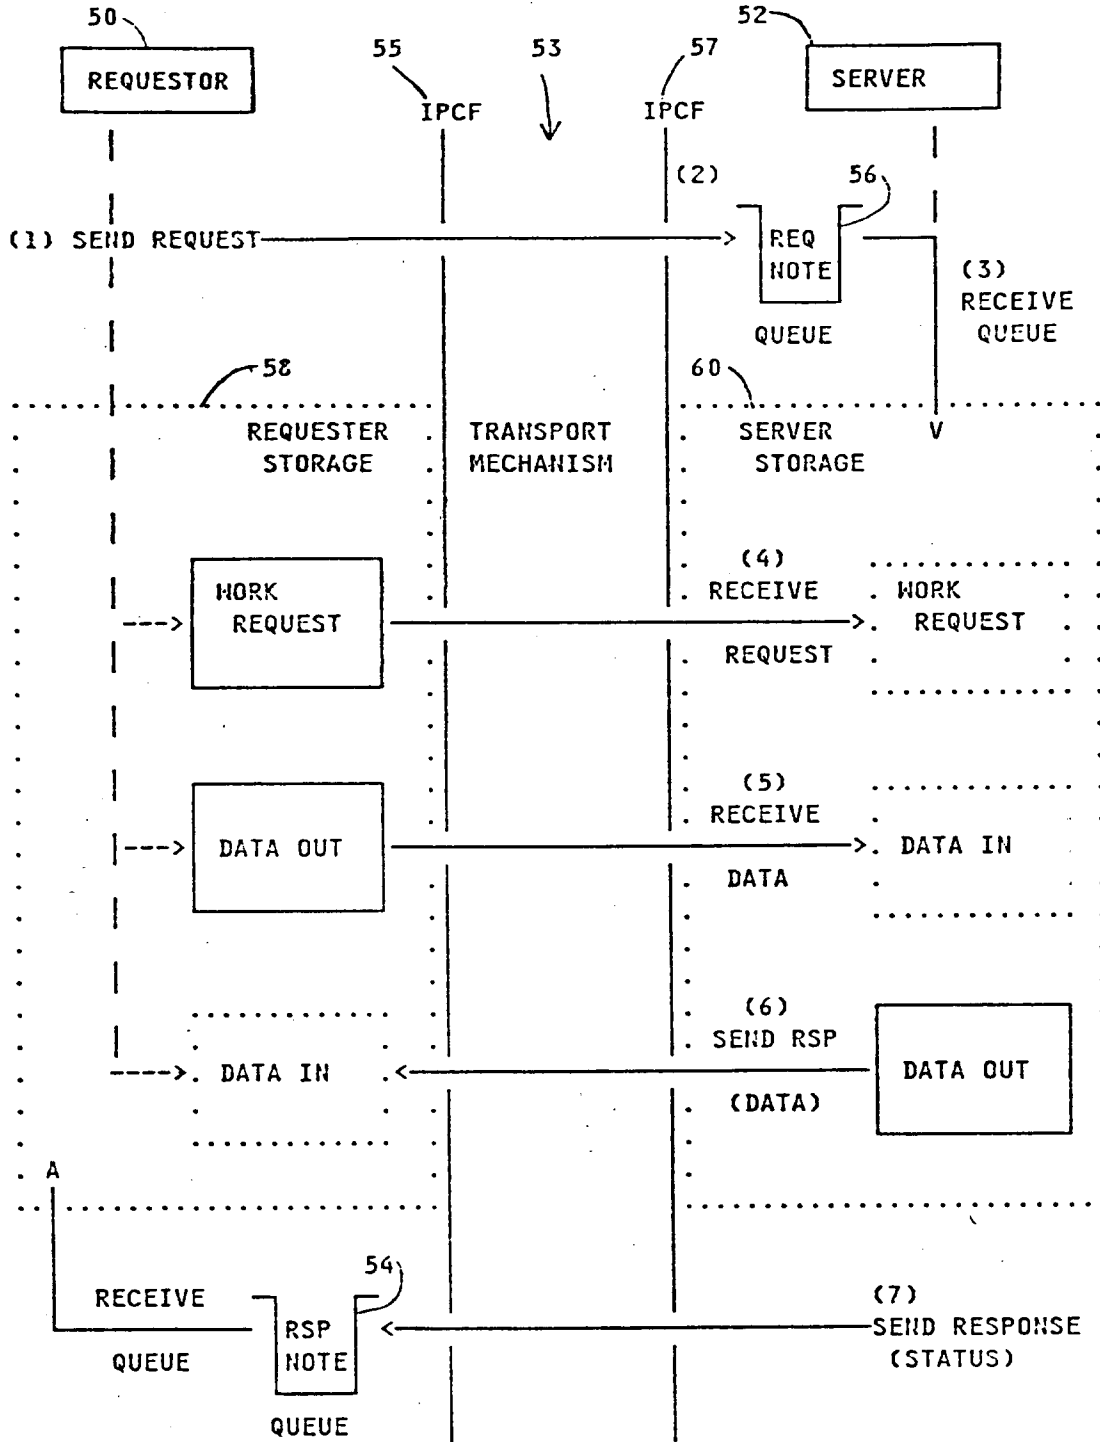 50
52
55
53
57
REQUESTOR
SERVER
IPCF
IPCF
(2)
56
(1) SEND REQUEST
REQ
NOTE
(3)
RECEIVE
QUEUE
QUEUE
58
60
REQUESTER
STORAGE
TRANSPORT
MECHANISM
SERVER
STORAGE
V
WORK
REQUEST
(4)
RECEIVE
REQUEST
WORK
REQUEST
DATA OUT
(5)
RECEIVE
DATA
DATA IN
DATA IN
(6)
SEND RSP
(DATA)
DATA OUT
A
54
RECEIVE
QUEUE
RSP
NOTE
QUEUE
(7)
SEND RESPONSE
(STATUS)